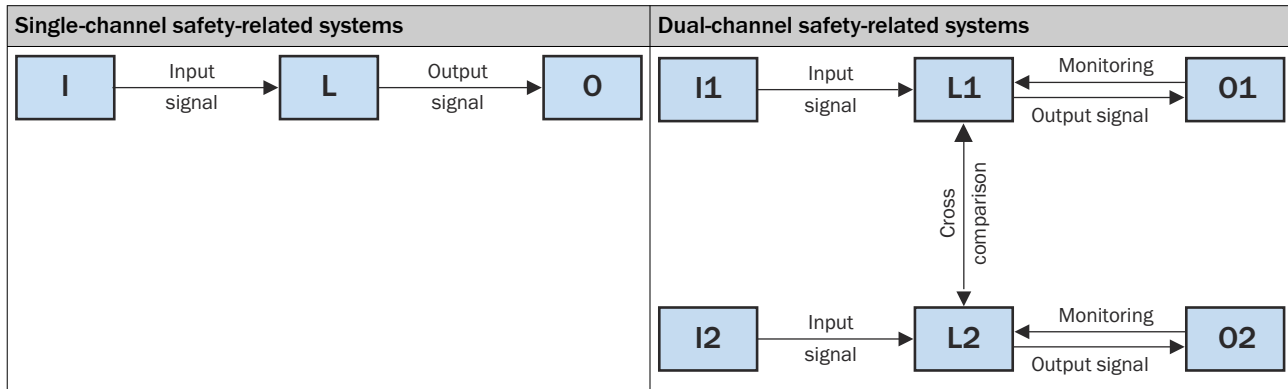 Single-channel safety-related systems
I
Input
signal
L
Output
signal
O
Dual-channel safety-related systems
I1
Input
signal
L1
Monitoring
Output signal
O1
Cross
comparison
I2
Input
signal
L2
Monitoring
Output signal
O2